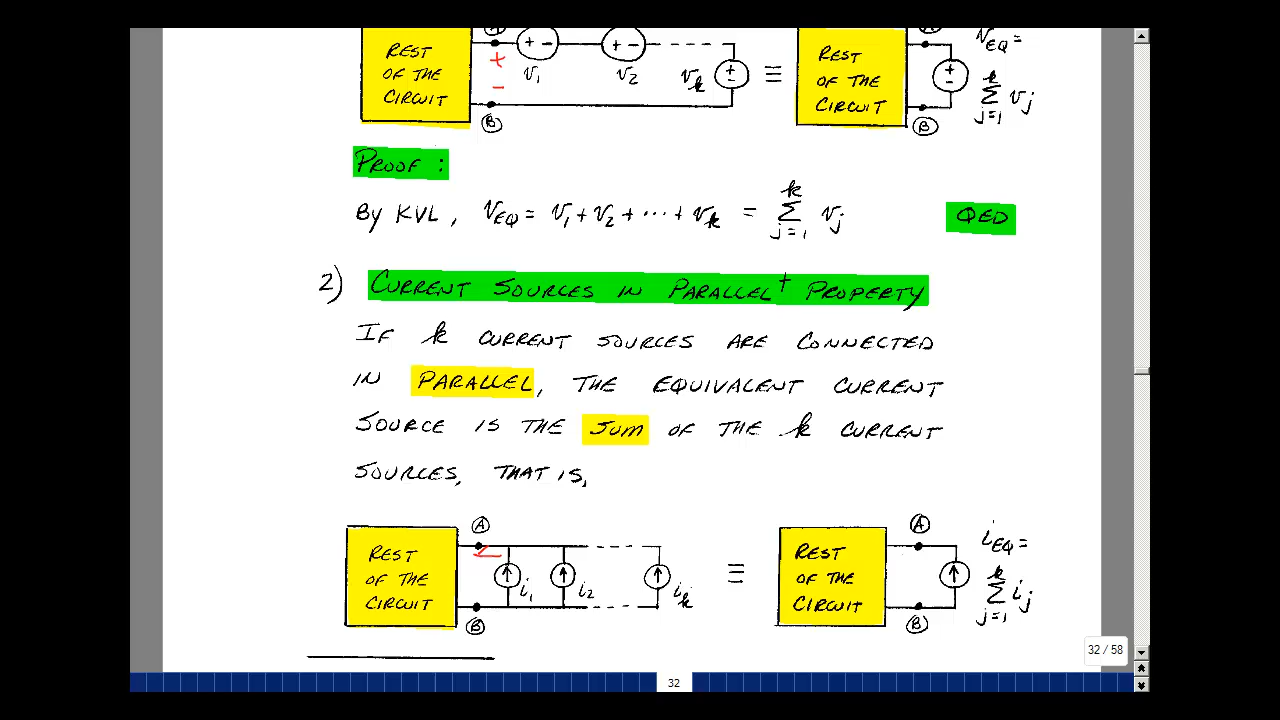 REST
OF THE
CIRCUIT
+ - + -
+
-
v1 v2 vk + -
B
≡
REST
OF THE
CIRCUIT
+
-
B
vEQ =
k
∑ vj
j=1
PROOF :
BY KVL, vEQ = v1 + v2 + ··· + vk = k∑j=1 vj QED
2) CURRENT SOURCES IN PARALLEL† PROPERTY
IF k CURRENT SOURCES ARE CONNECTED
IN PARALLEL, THE EQUIVALENT CURRENT
SOURCE IS THE SUM OF THE k CURRENT
SOURCES, THAT IS,
A
REST
OF THE
CIRCUIT
i1 i2 ik
B
≡
A
REST
OF THE
CIRCUIT
B
iEQ =
k
∑ ij
j=1
32 / 58
32